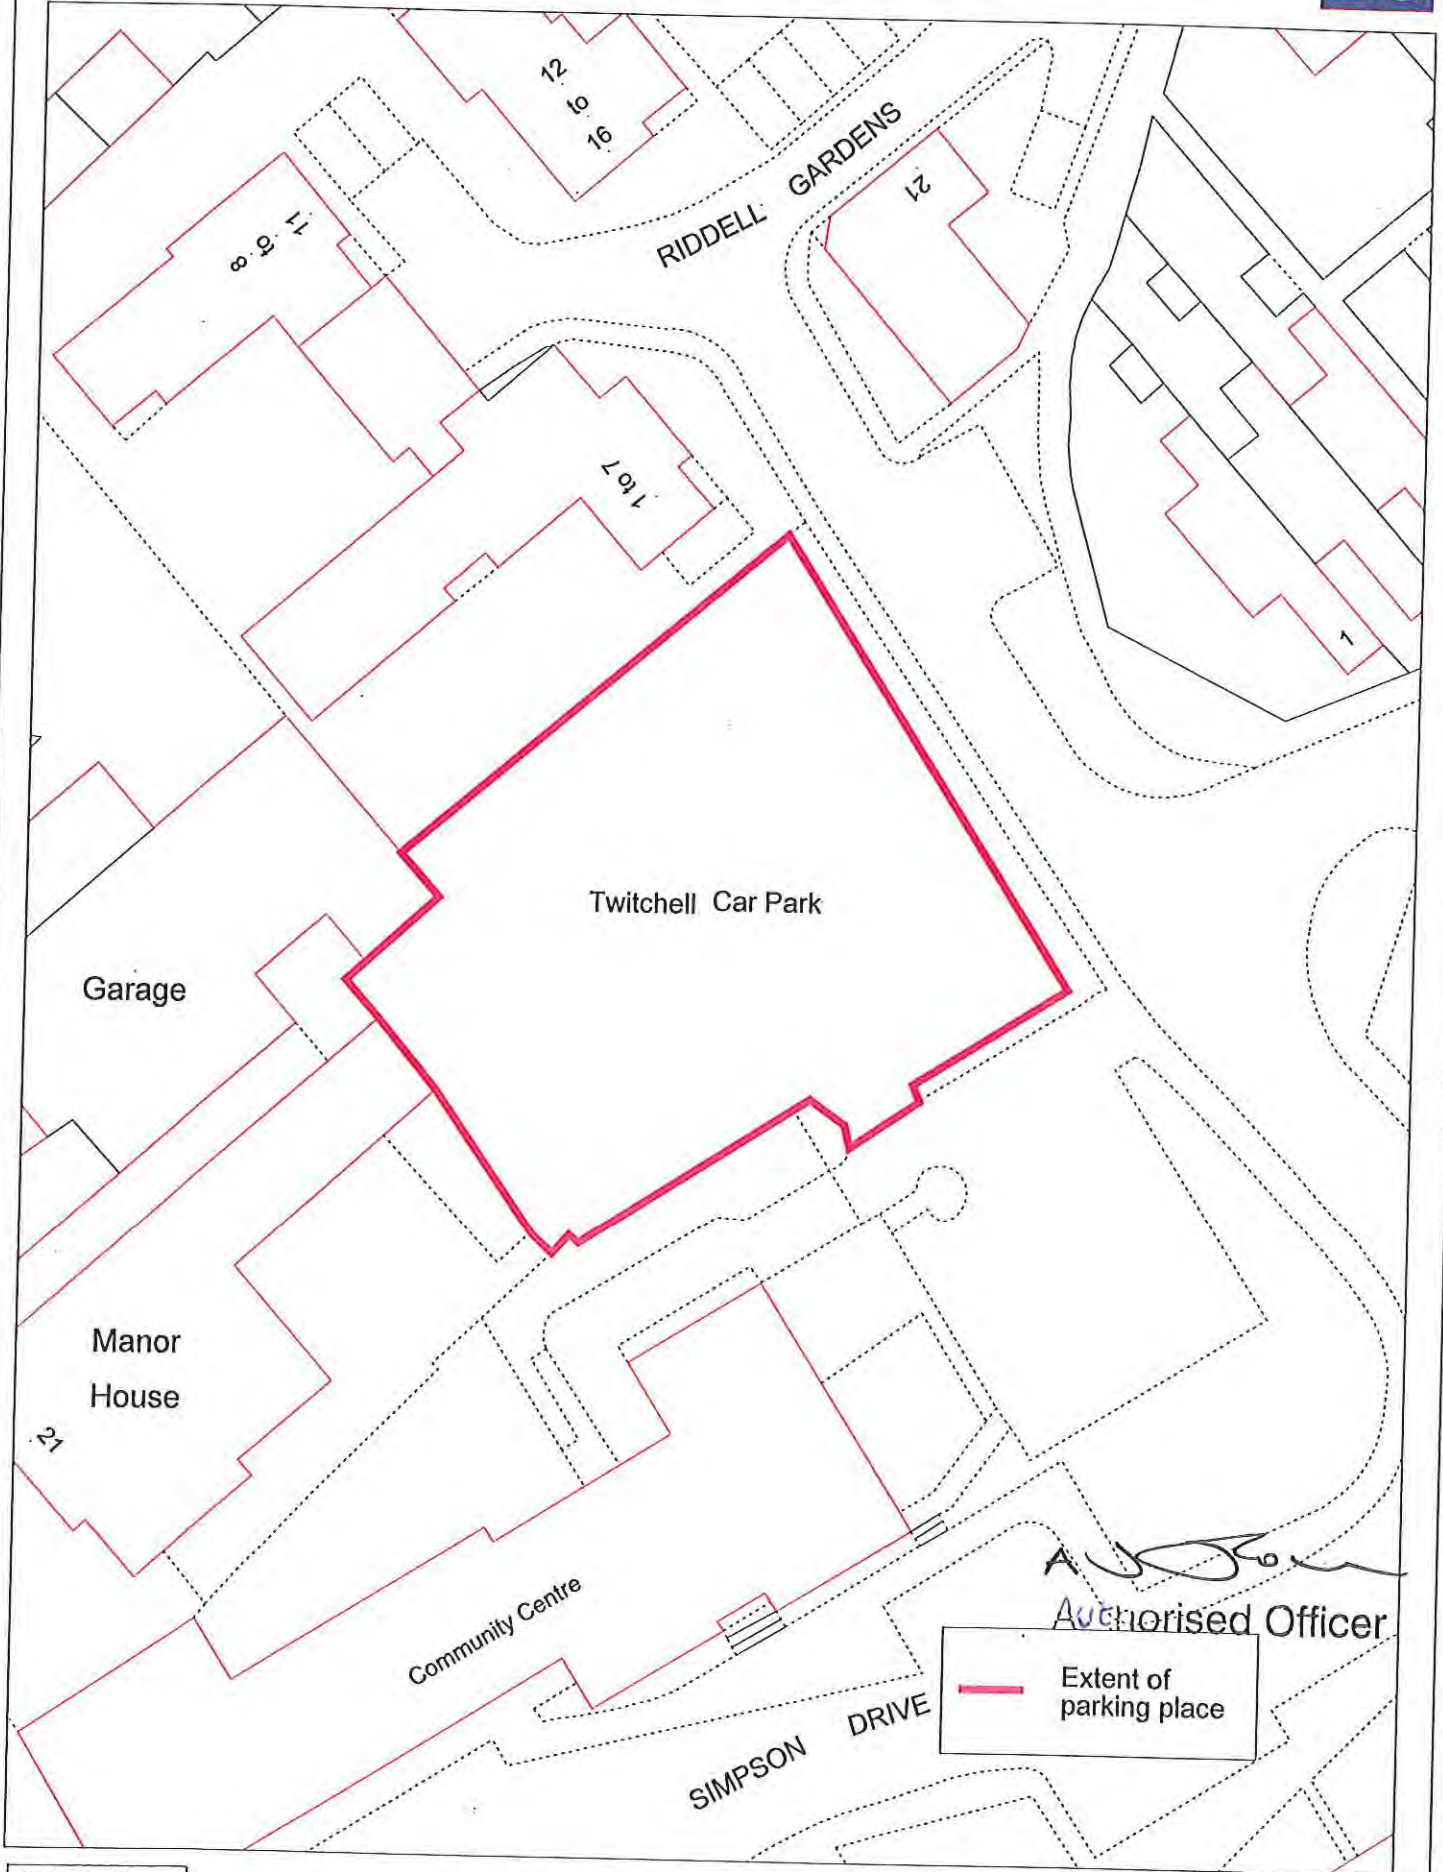 12
to
16
RIDDELL GARDENS
21
8 to 11
1 to 7
1
Twitchell Car Park
Garage
Manor
House
21
Community Centre
Authorised Officer
Extent of
parking place
SIMPSON DRIVE